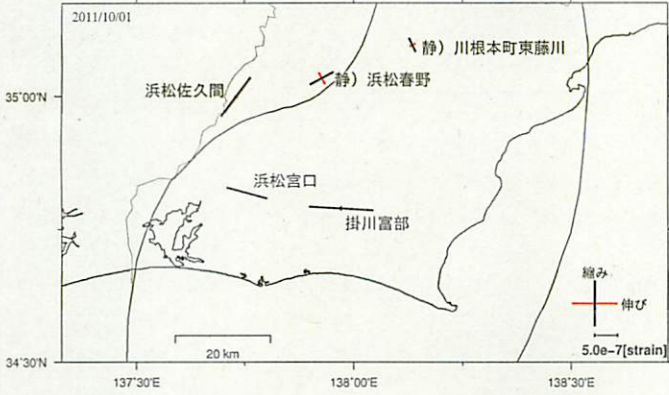 2011/10/01
静）川根本町東藤川
静）浜松春野
浜松佐久間
35°00'N
浜松宮口
掛川富部
縮み
伸び
5.0e-7[strain]
20 km
34°30'N
137°30'E
138°00'E
138°30'E